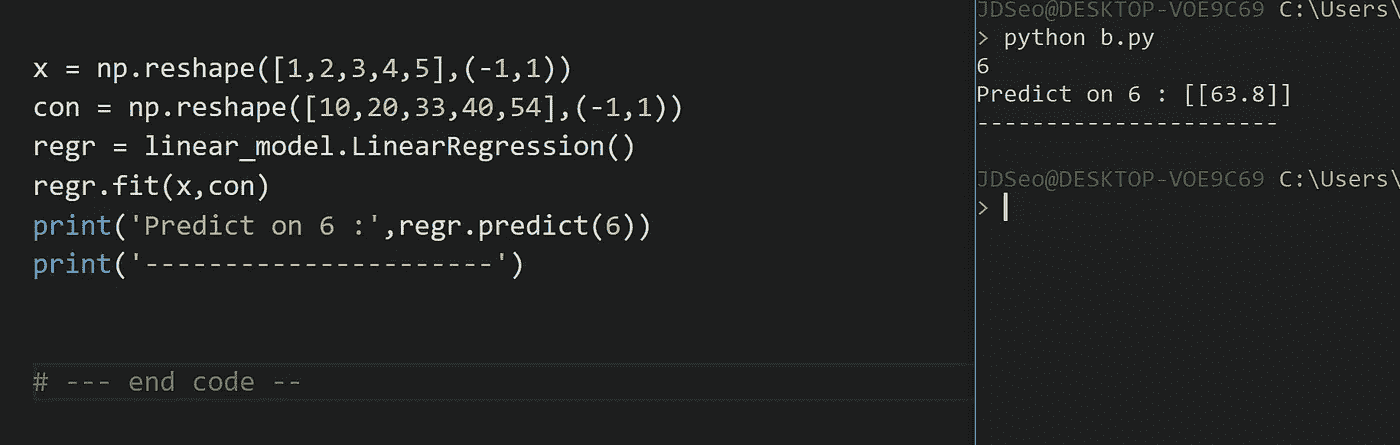 x = np.reshape([1,2,3,4,5],(-1,1))
con = np.reshape([10,20,33,40,54],(-1,1))
regr = linear_model.LinearRegression()
regr.fit(x,con)
print('Predict on 6 :',regr.predict(6))
print('----------------------')
# --- end code --
JDSeo@DESKTOP-VOE9C69 C:\Users\
> python b.py
6
Predict on 6 : [[63.8]]
----------------------
JDSeo@DESKTOP-VOE9C69 C:\Users\
>